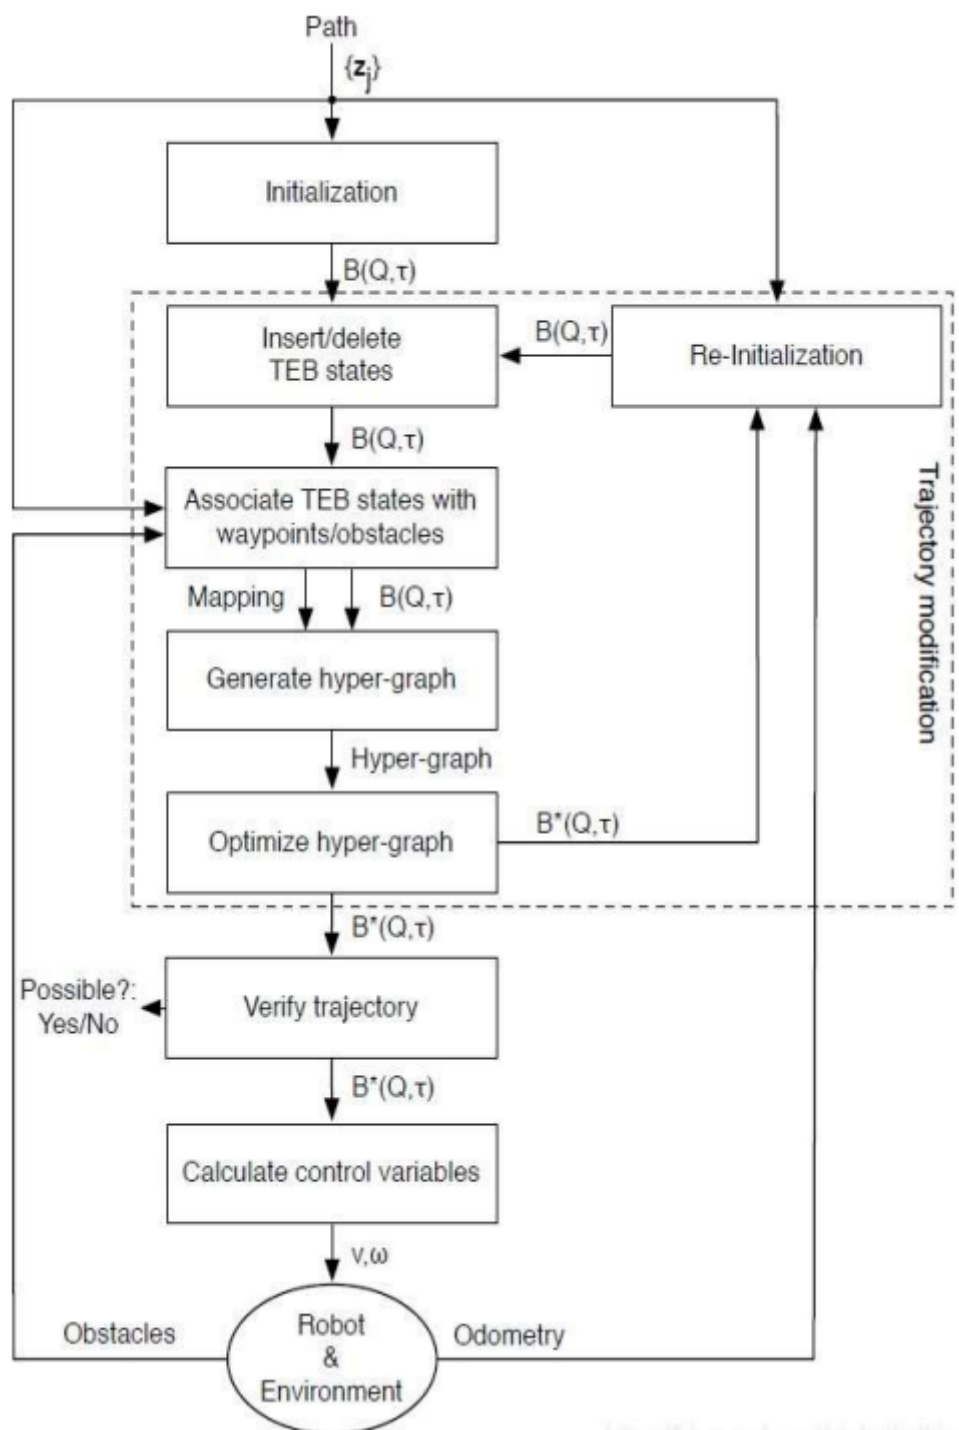 Path
{zj}
Initialization
B(Q,τ)
Insert/delete
TEB states
B(Q,τ)
Re-Initialization
B(Q,τ)
Associate TEB states with
waypoints/obstacles
Mapping
B(Q,τ)
Generate hyper-graph
Hyper-graph
Optimize hyper-graph
B*(Q,τ)
Trajectory modification
B*(Q,τ)
Possible?:
Yes/No
Verify trajectory
B*(Q,τ)
Calculate control variables
v,ω
Obstacles
Robot
&
Environment
Odometry